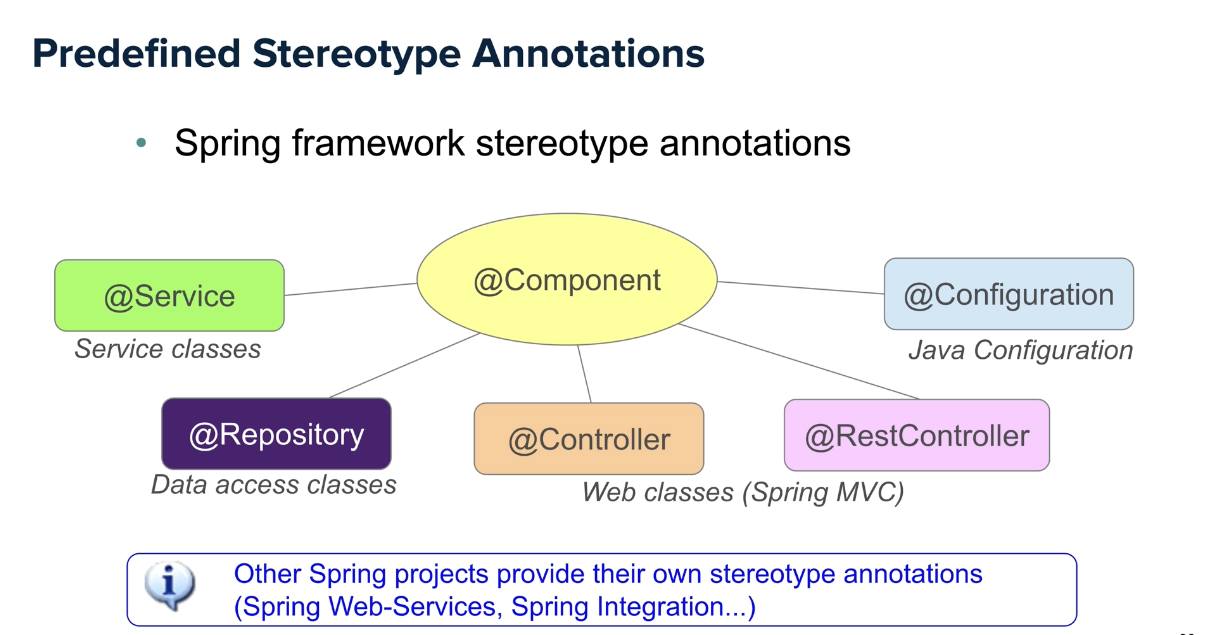 Predefined Stereotype Annotations
• Spring framework stereotype annotations
@Component
@Service
Service classes
@Configuration
Java Configuration
@Repository
Data access classes
@Controller
@RestController
Web classes (Spring MVC)
Other Spring projects provide their own stereotype annotations
(Spring Web-Services, Spring Integration...)